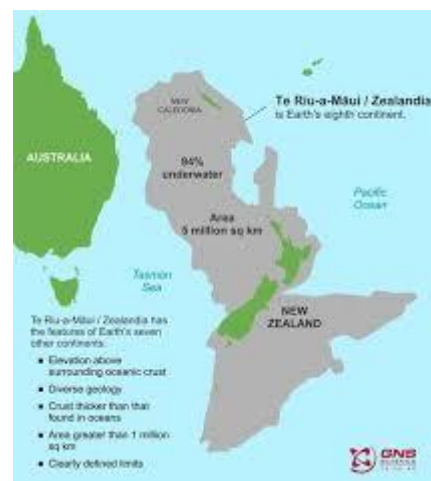 Te Riu-a-Māui / Zealandia
is Earth's eighth continent.
NEW
CALEDONIA
AUSTRALIA
94%
underwater
Pacific
Ocean
Area
5 million sq km
Tasman
Sea
NEW
ZEALAND
Te Riu-a-Māui / Zealandia has
the features of Earth's seven
other continents:
■ Elevation above
surrounding oceanic crust
■ Diverse geology
■ Crust thicker than that
found in oceans
■ Area greater than 1 million
sq km
■ Clearly defined limits
GNS